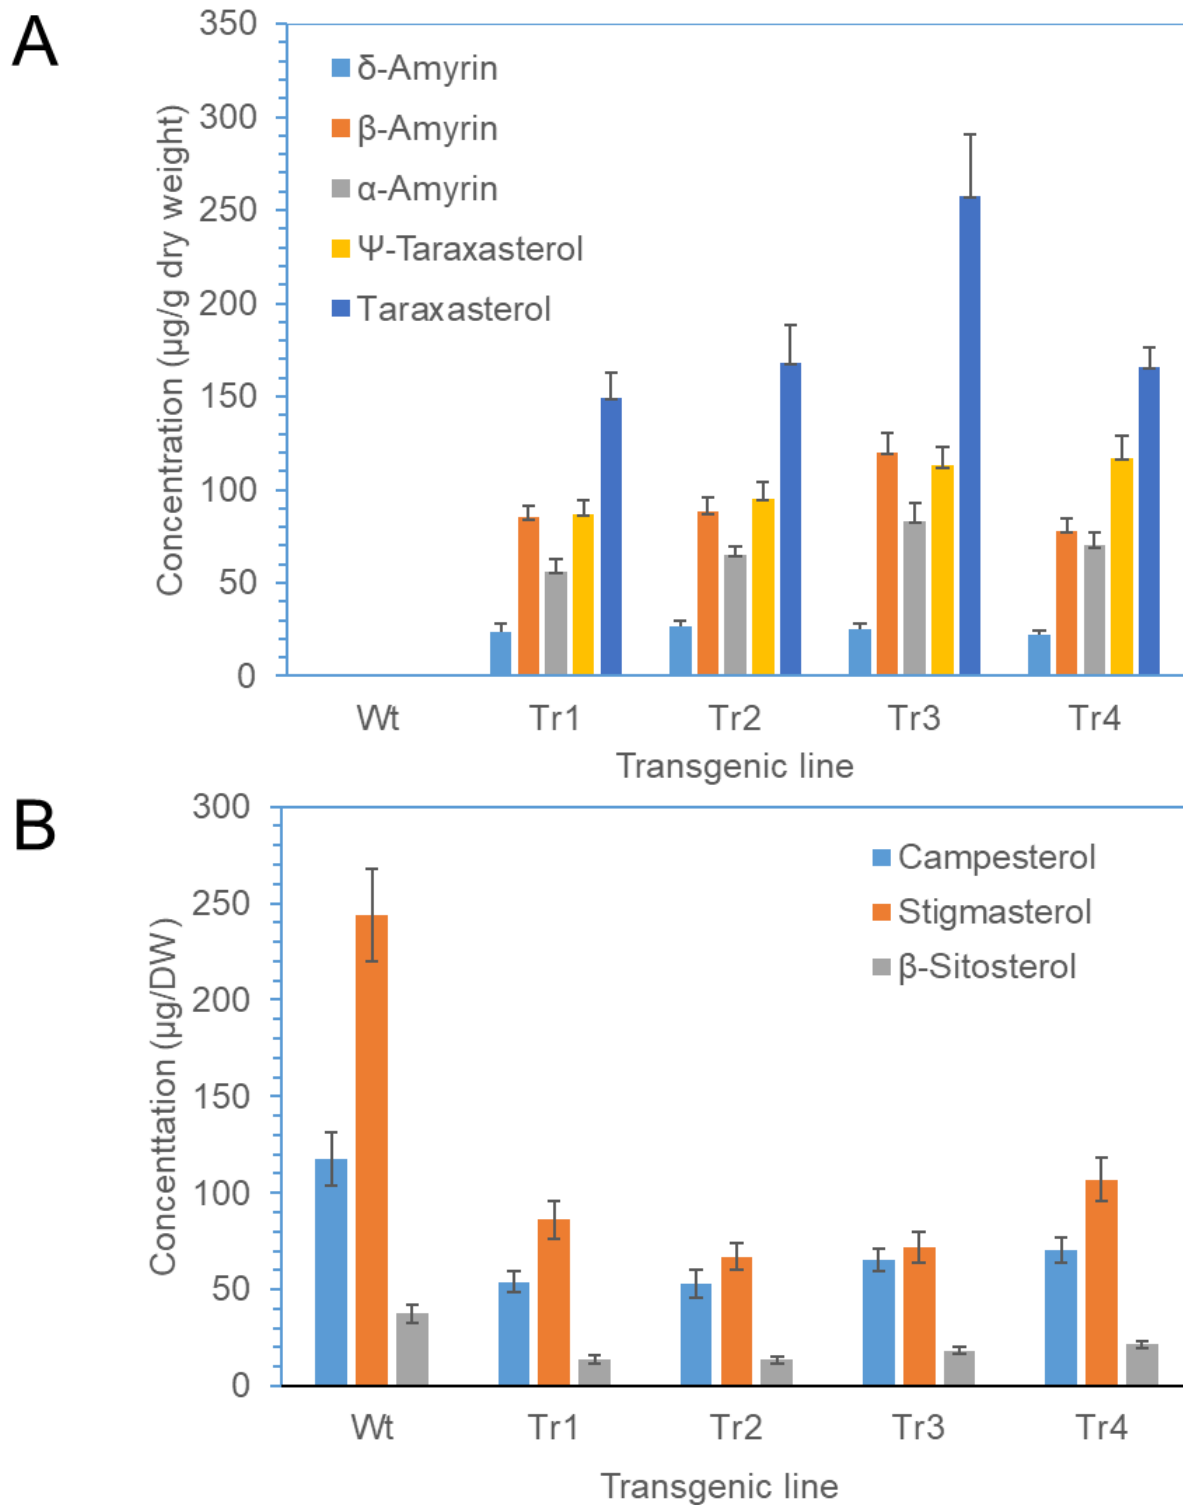 A
350
300
250
200
150
100
50
0
Concentration (µg/g dry weight)
δ-Amyrin
β-Amyrin
α-Amyrin
Ψ-Taraxasterol
Taraxasterol
Wt Tr1 Tr2 Tr3 Tr4
Transgenic line
B
300
250
200
150
100
50
0
Concenttation (µg/DW)
Campesterol
Stigmasterol
β-Sitosterol
Wt Tr1 Tr2 Tr3 Tr4
Transgenic line